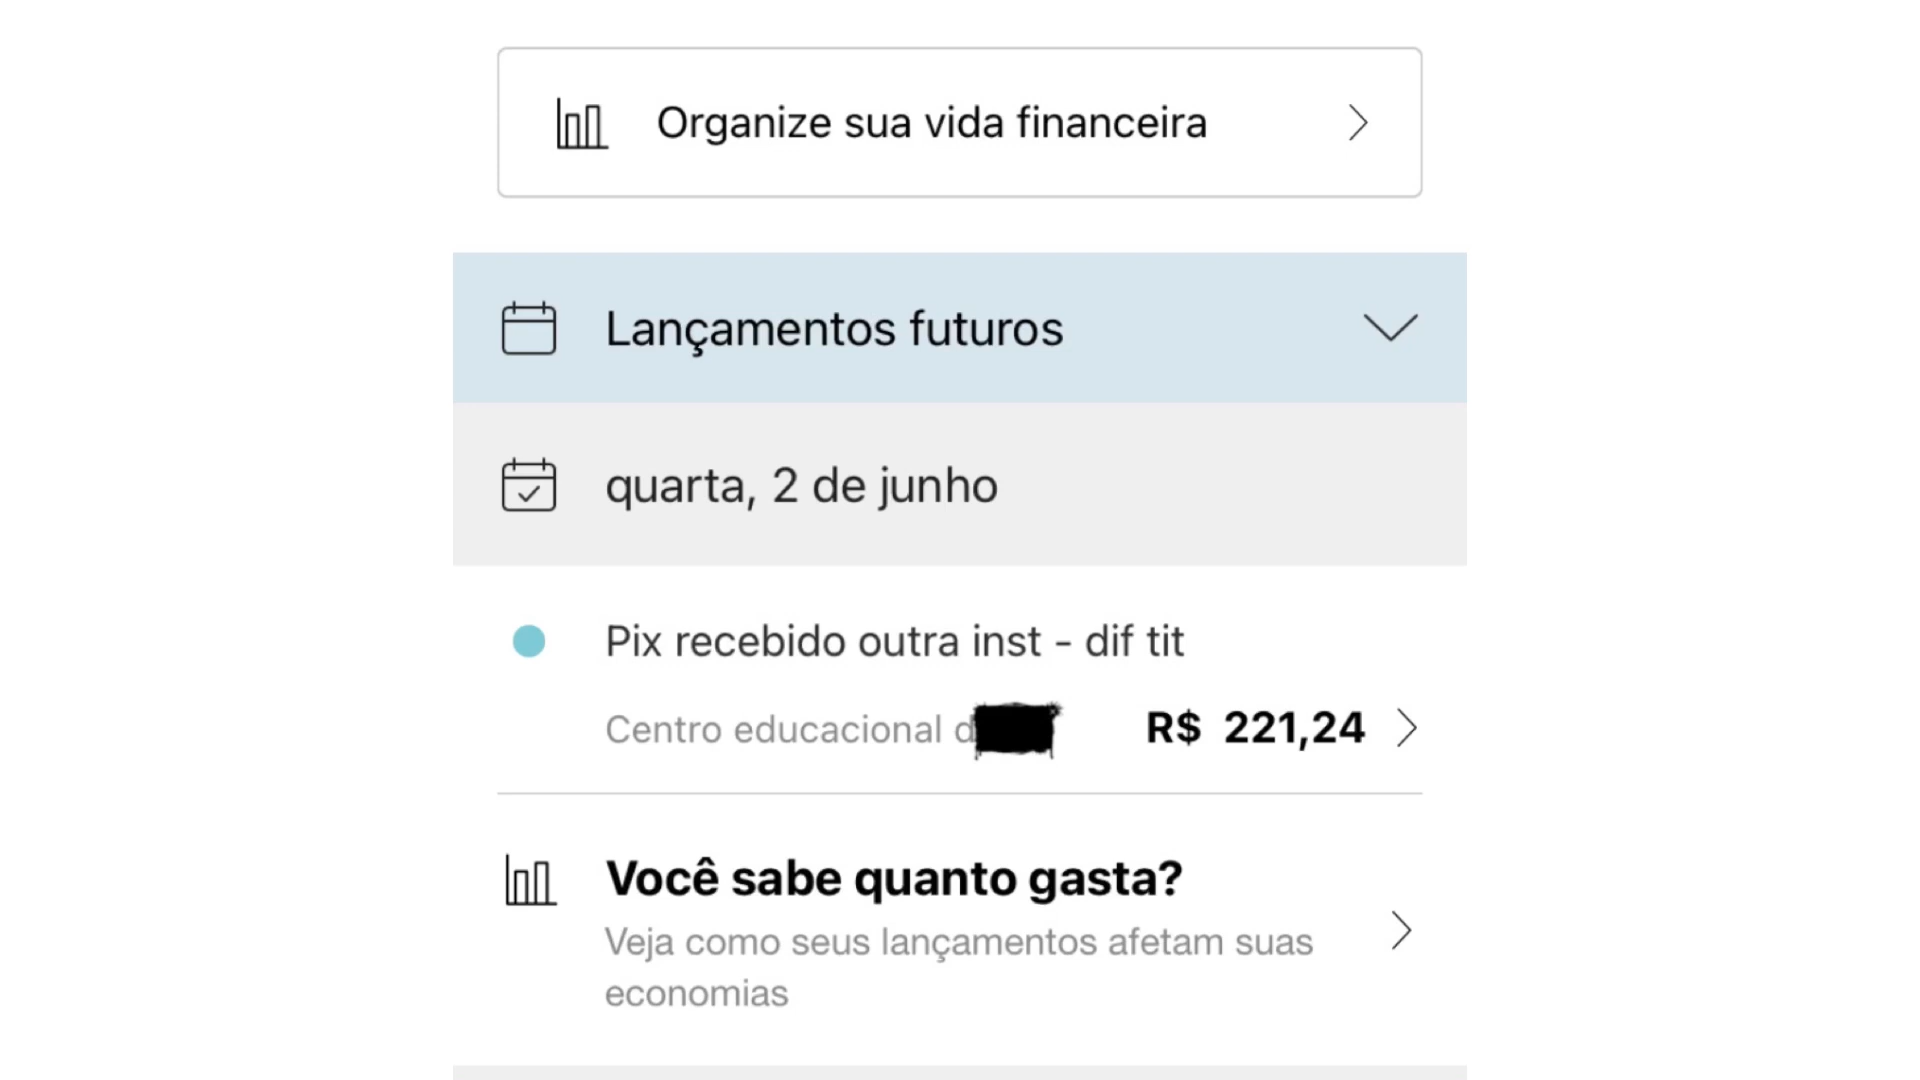 Organize sua vida financeira
Lançamentos futuros
quarta, 2 de junho
Pix recebido outra inst - dif tit
Centro educacional d
R$ 221,24
Você sabe quanto gasta?
Veja como seus lançamentos afetam suas
economias